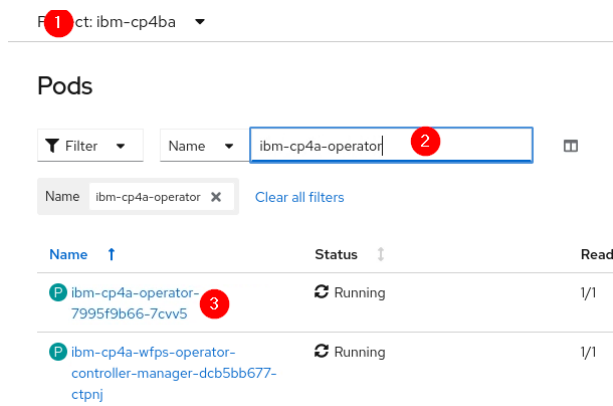 1 ct: ibm-cp4ba
Pods
Filter Name ibm-cp4a-operator 2
Name ibm-cp4a-operator Clear all filters
Name Status Read
P ibm-cp4a-operator- Running 1/1
7995f9b66-7cvv5 3
P ibm-cp4a-wfps-operator- Running 1/1
controller-manager-dcb5bb677-
ctpnj